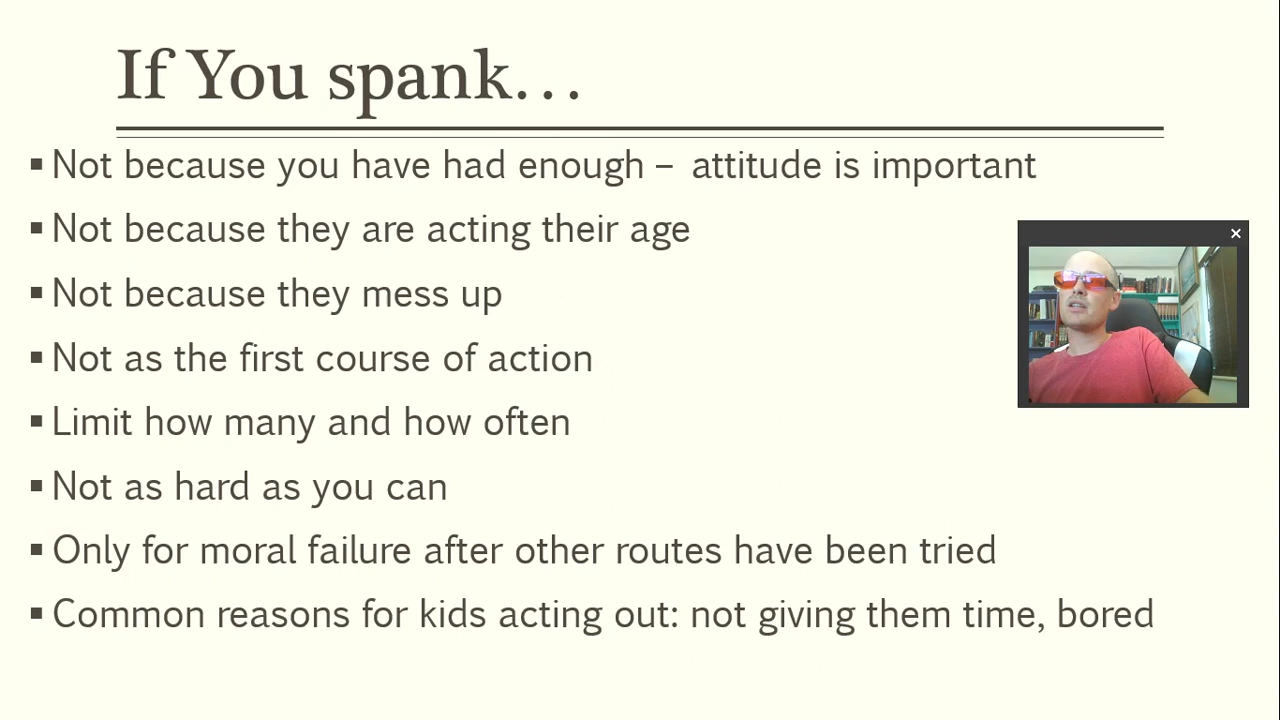 If You spank…
Not because you have had enough – attitude is important
Not because they are acting their age
Not because they mess up
Not as the first course of action
Limit how many and how often
Not as hard as you can
Only for moral failure after other routes have been tried
Common reasons for kids acting out: not giving them time, bored